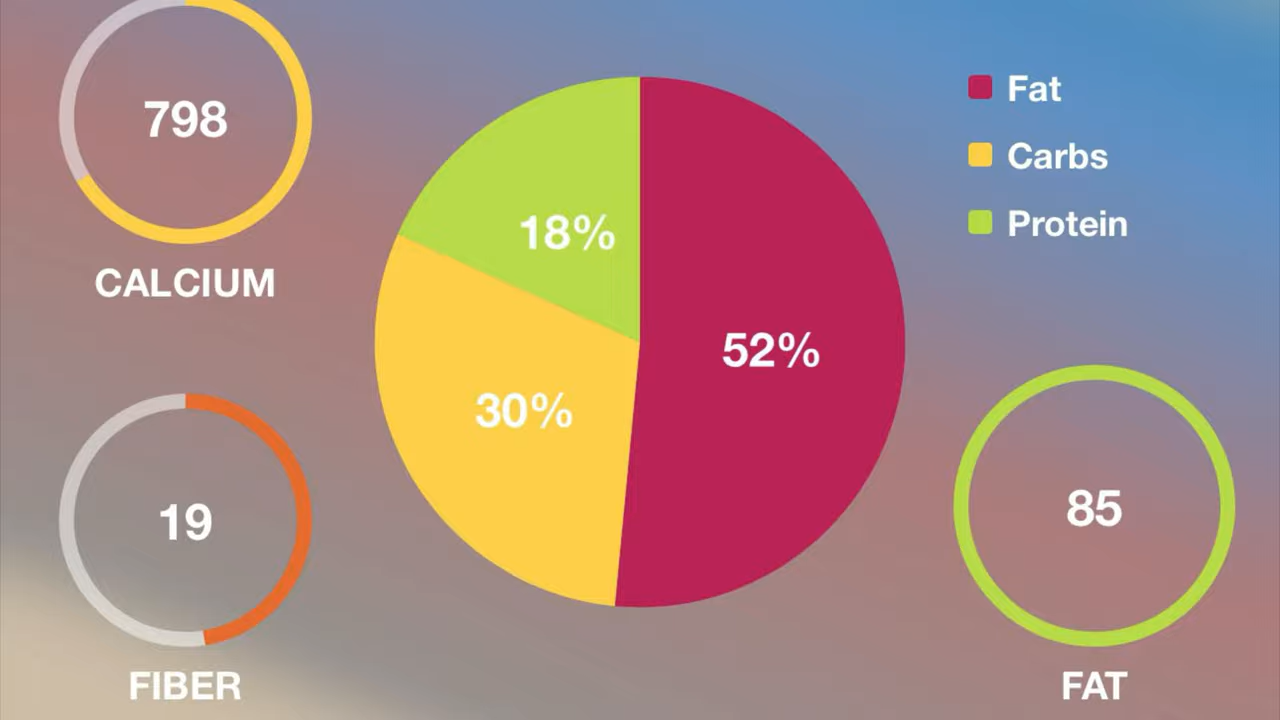 798
CALCIUM
19
FIBER
18%
30%
52%
Fat
Carbs
Protein
85
FAT